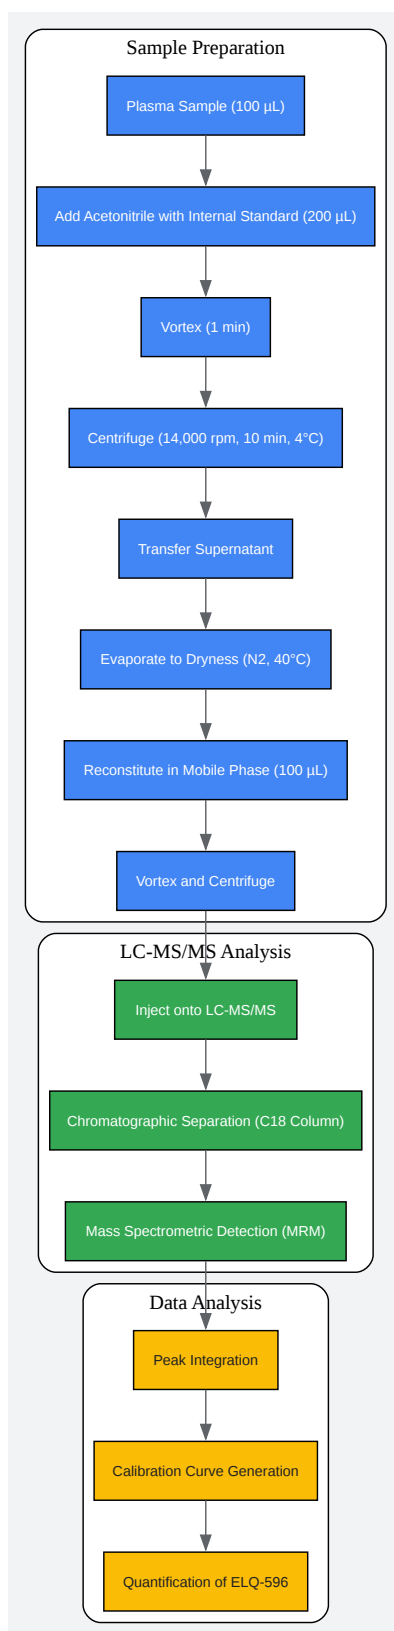 Sample Preparation
Plasma Sample (100 µL)
Add Acetonitrile with Internal Standard (200 µL)
Vortex (1 min)
Centrifuge (14,000 rpm, 10 min, 4°C)
Transfer Supernatant
Evaporate to Dryness (N2, 40°C)
Reconstitute in Mobile Phase (100 µL)
Vortex and Centrifuge
LC-MS/MS Analysis
Inject onto LC-MS/MS
Chromatographic Separation (C18 Column)
Mass Spectrometric Detection (MRM)
Data Analysis
Peak Integration
Calibration Curve Generation
Quantification of ELQ-596